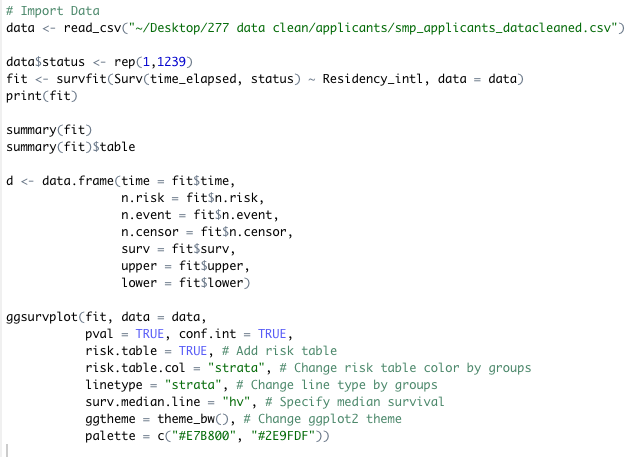 # Import Data
data <- read_csv("~/Desktop/277 data clean/applicants/smp_applicants_datacleaned.csv")
data$status <- rep(1,1239)
fit <- survfit(Surv(time_elapsed, status) ~ Residency_intl, data = data)
print(fit)
summary(fit)
summary(fit)$table
d <- data.frame(time = fit$time,
n.risk = fit$n.risk,
n.event = fit$n.event,
n.censor = fit$n.censor,
surv = fit$surv,
upper = fit$upper,
lower = fit$lower)
ggsurvplot(fit, data = data,
pval = TRUE, conf.int = TRUE,
risk.table = TRUE, # Add risk table
risk.table.col = "strata", # Change risk table color by groups
linetype = "strata", # Change line type by groups
surv.median.line = "hv", # Specify median survival
ggtheme = theme_bw(), # Change ggplot2 theme
palette = c("#E7B800", "#2E9FDF"))